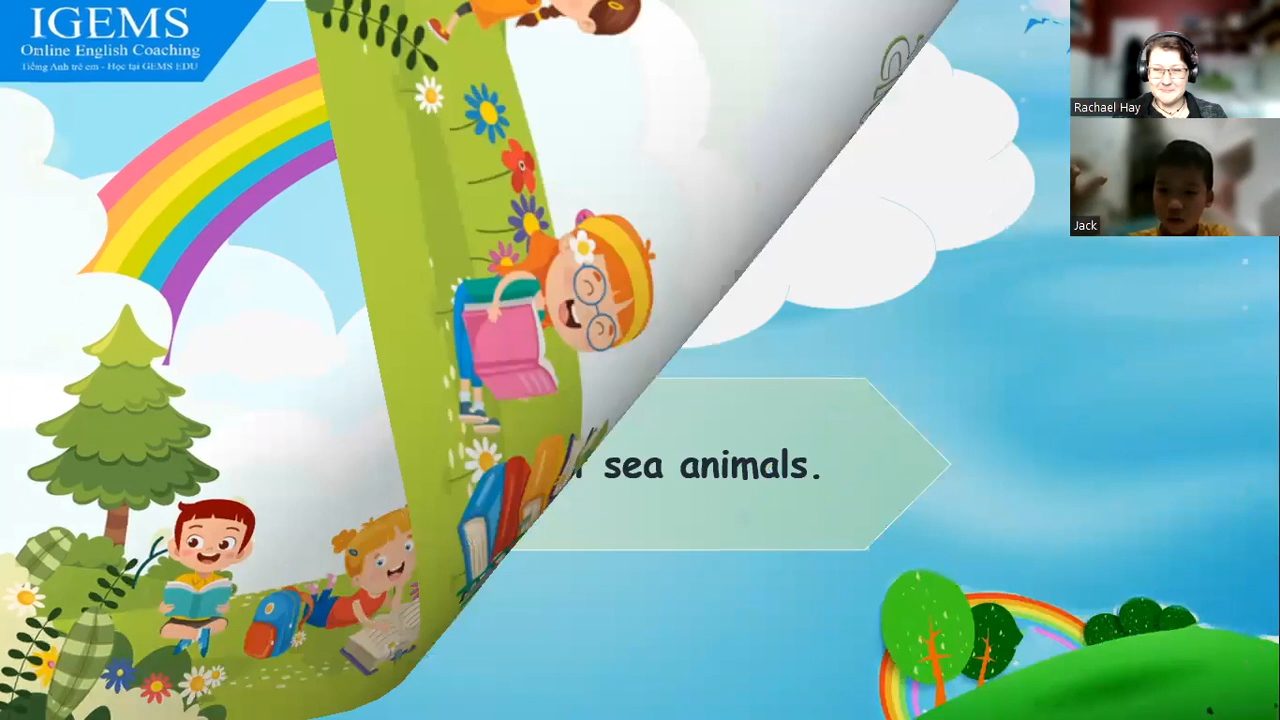 IGEMS
Online English Coaching
Tiếng Anh trẻ em - Học tại GEMS EDU
Rachael Hay
Jack
sea animals.